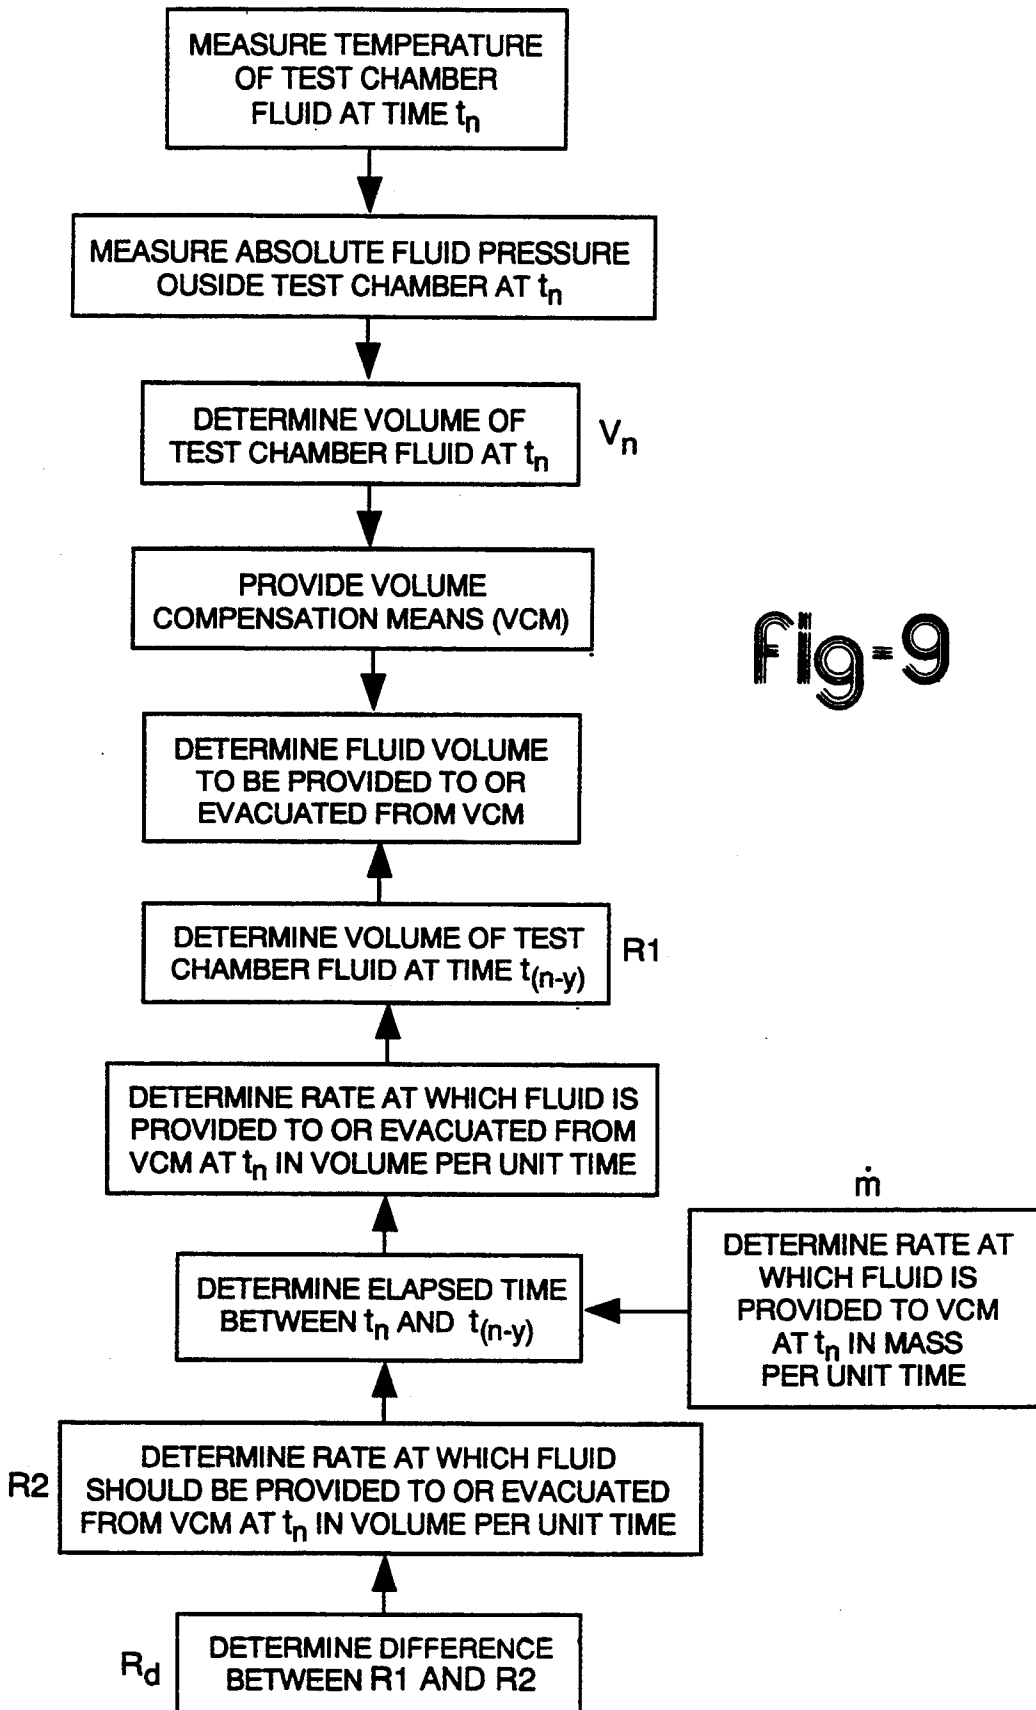 MEASURE TEMPERATURE
OF TEST CHAMBER
FLUID AT TIME tn
MEASURE ABSOLUTE FLUID PRESSURE
OUSIDE TEST CHAMBER AT tn
DETERMINE VOLUME OF
TEST CHAMBER FLUID AT tn
Vn
PROVIDE VOLUME
COMPENSATION MEANS (VCM)
fig-9
DETERMINE FLUID VOLUME
TO BE PROVIDED TO OR
EVACUATED FROM VCM
DETERMINE VOLUME OF TEST
CHAMBER FLUID AT TIME t(n-y)
R1
DETERMINE RATE AT WHICH FLUID IS
PROVIDED TO OR EVACUATED FROM
VCM AT tn IN VOLUME PER UNIT TIME
ṁ
DETERMINE RATE AT
WHICH FLUID IS
PROVIDED TO VCM
AT tn IN MASS
PER UNIT TIME
DETERMINE ELAPSED TIME
BETWEEN tn AND t(n-y)
R2
DETERMINE RATE AT WHICH FLUID
SHOULD BE PROVIDED TO OR EVACUATED
FROM VCM AT tn IN VOLUME PER UNIT TIME
Rd
DETERMINE DIFFERENCE
BETWEEN R1 AND R2